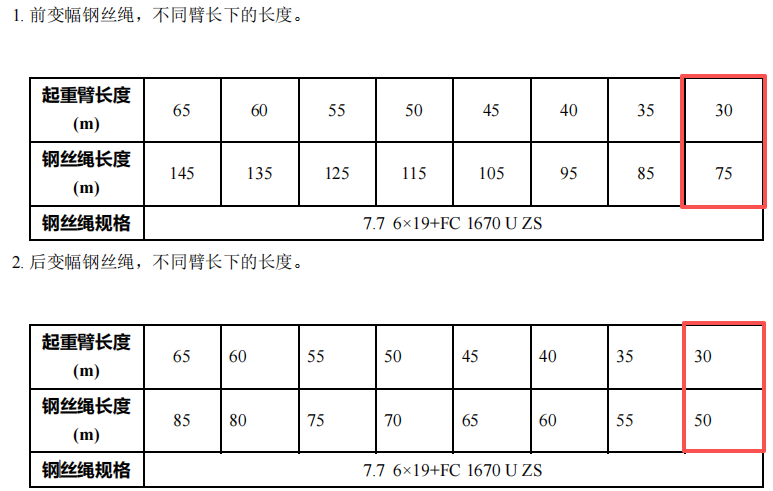 1. 前变幅钢丝绳，不同臂长下的长度。
起重臂长度 (m) 65 60 55 50 45 40 35 30
钢丝绳长度 (m) 145 135 125 115 105 95 85 75
钢丝绳规格 7.7 6×19+FC 1670 U ZS
2. 后变幅钢丝绳，不同臂长下的长度。
起重臂长度 (m) 65 60 55 50 45 40 35 30
钢丝绳长度 (m) 85 80 75 70 65 60 55 50
钢丝绳规格 7.7 6×19+FC 1670 U ZS